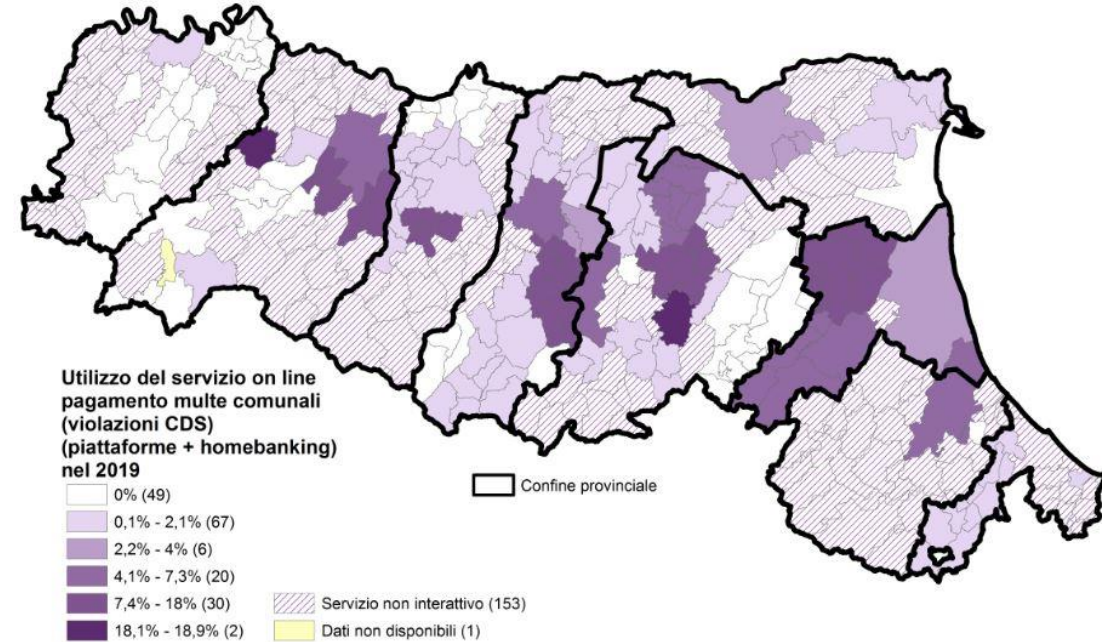 Utilizzo del servizio on line
pagamento multe comunali
(violazioni CDS)
(piattaforme + homebanking)
nel 2019
0% (49)
0,1% - 2,1% (67)
2,2% - 4% (6)
4,1% - 7,3% (20)
7,4% - 18% (30)
18,1% - 18,9% (2)
Servizio non interattivo (153)
Dati non disponibili (1)
Confine provinciale